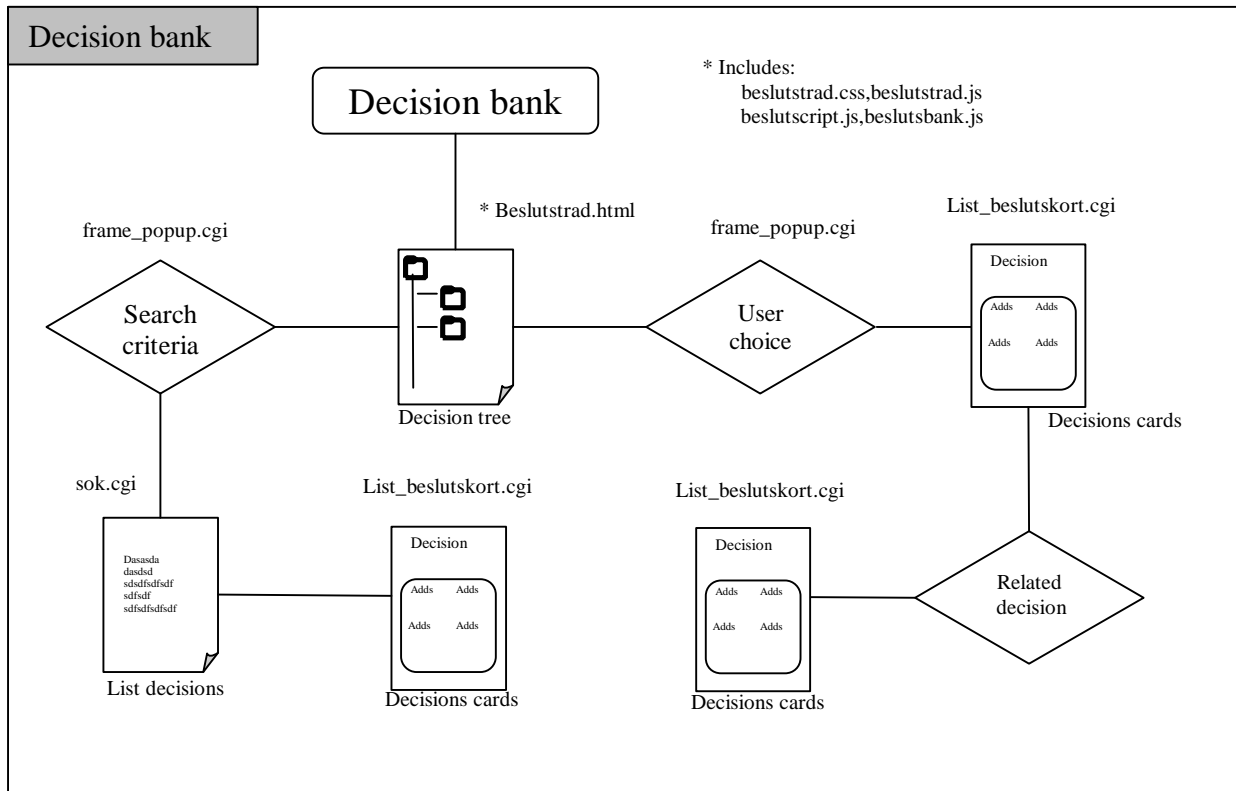 Decision bank
Decision bank
* Includes:
beslutstrad.css,beslutstrad.js
beslutscript.js,beslutsbank.js
* Beslutstrad.html
frame_popup.cgi
Search
criteria
Decision tree
frame_popup.cgi
User
choice
List_beslutskort.cgi
Decision
Adds Adds
Adds Adds
Decisions cards
sok.cgi
Dasasda
dasdsd
sdsdfsdfsdf
sdfsdf
sdfsdfsdfsdf
List decisions
List_beslutskort.cgi
Decision
Adds Adds
Adds Adds
Decisions cards
List_beslutskort.cgi
Decision
Adds Adds
Adds Adds
Decisions cards
Related
decision